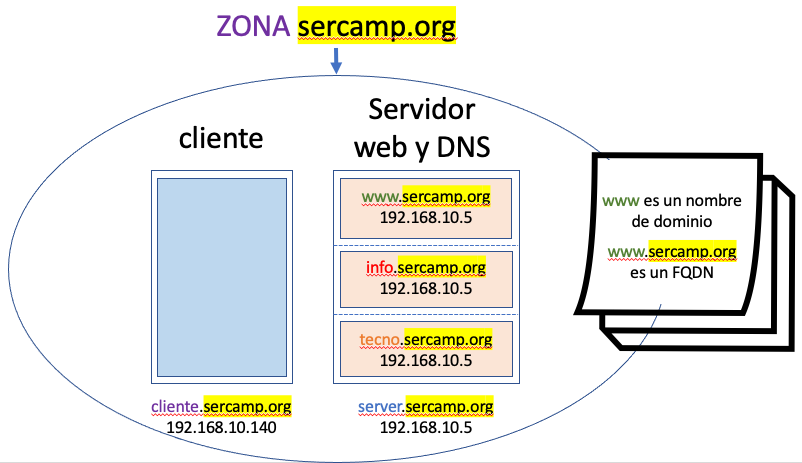 ZONA sercamp.org
cliente
Servidor
web y DNS
www.sercamp.org
192.168.10.5
info.sercamp.org
192.168.10.5
tecno.sercamp.org
192.168.10.5
cliente.sercamp.org
192.168.10.140
server.sercamp.org
192.168.10.5
www es un nombre
de dominio
www.sercamp.org
es un FQDN